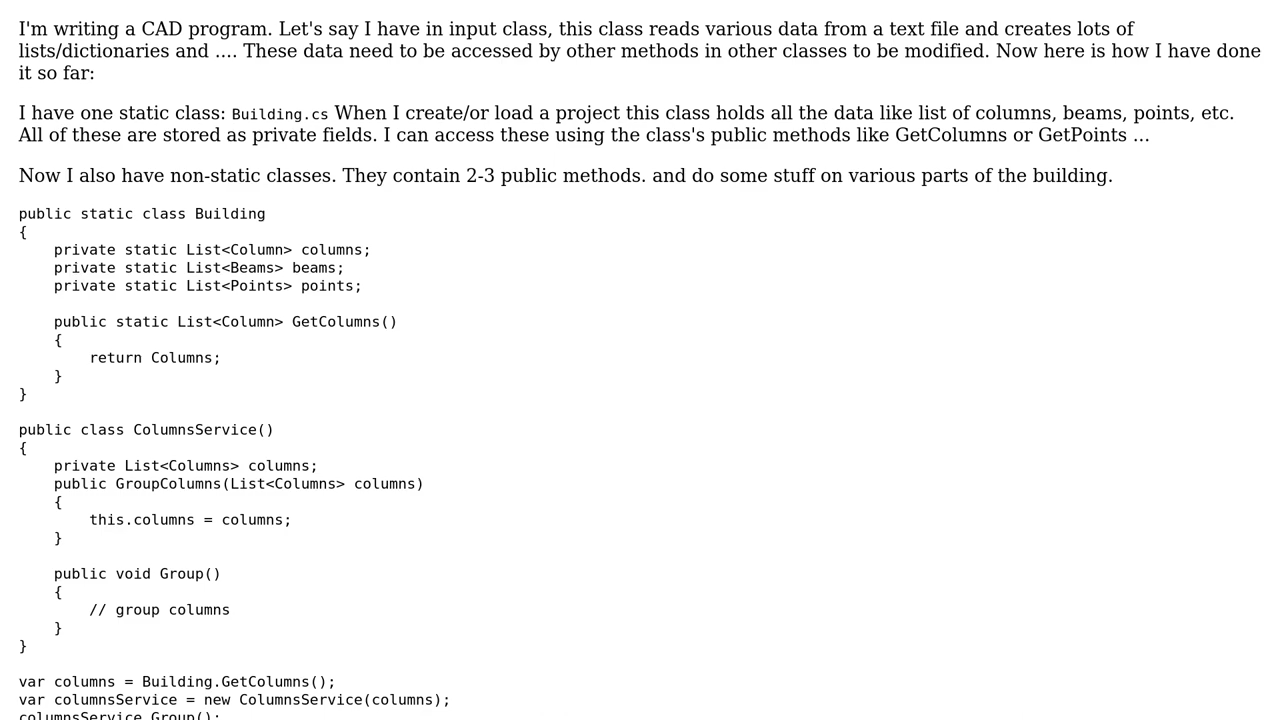 I'm writing a CAD program. Let's say I have in input class, this class reads various data from a text file and creates lots of
lists/dictionaries and .... These data need to be accessed by other methods in other classes to be modified. Now here is how I have done
it so far:
I have one static class: Building.cs When I create/or load a project this class holds all the data like list of columns, beams, points, etc.
All of these are stored as private fields. I can access these using the class's public methods like GetColumns or GetPoints ...
Now I also have non-static classes. They contain 2-3 public methods. and do some stuff on various parts of the building.
public static class Building
{
    private static List<Column> columns;
    private static List<Beams> beams;
    private static List<Points> points;
    public static List<Column> GetColumns()
    {
        return Columns;
    }
}
public class ColumnsService()
{
    private List<Columns> columns;
    public GroupColumns(List<Columns> columns)
    {
        this.columns = columns;
    }
    public void Group()
    {
        // group columns
    }
}
var columns = Building.GetColumns();
var columnsService = new ColumnsService(columns);
columnsService.Group();